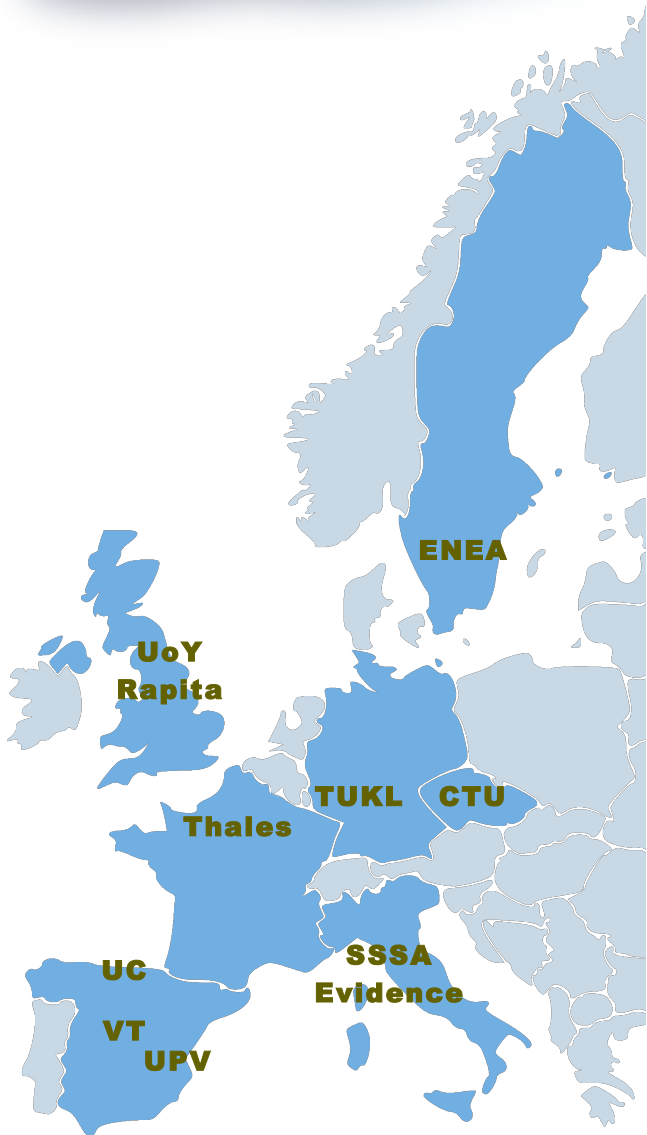 ENEA
UoY
Rapita
TUKL
CTU
Thales
SSSA
Evidence
UC
VT
UPV